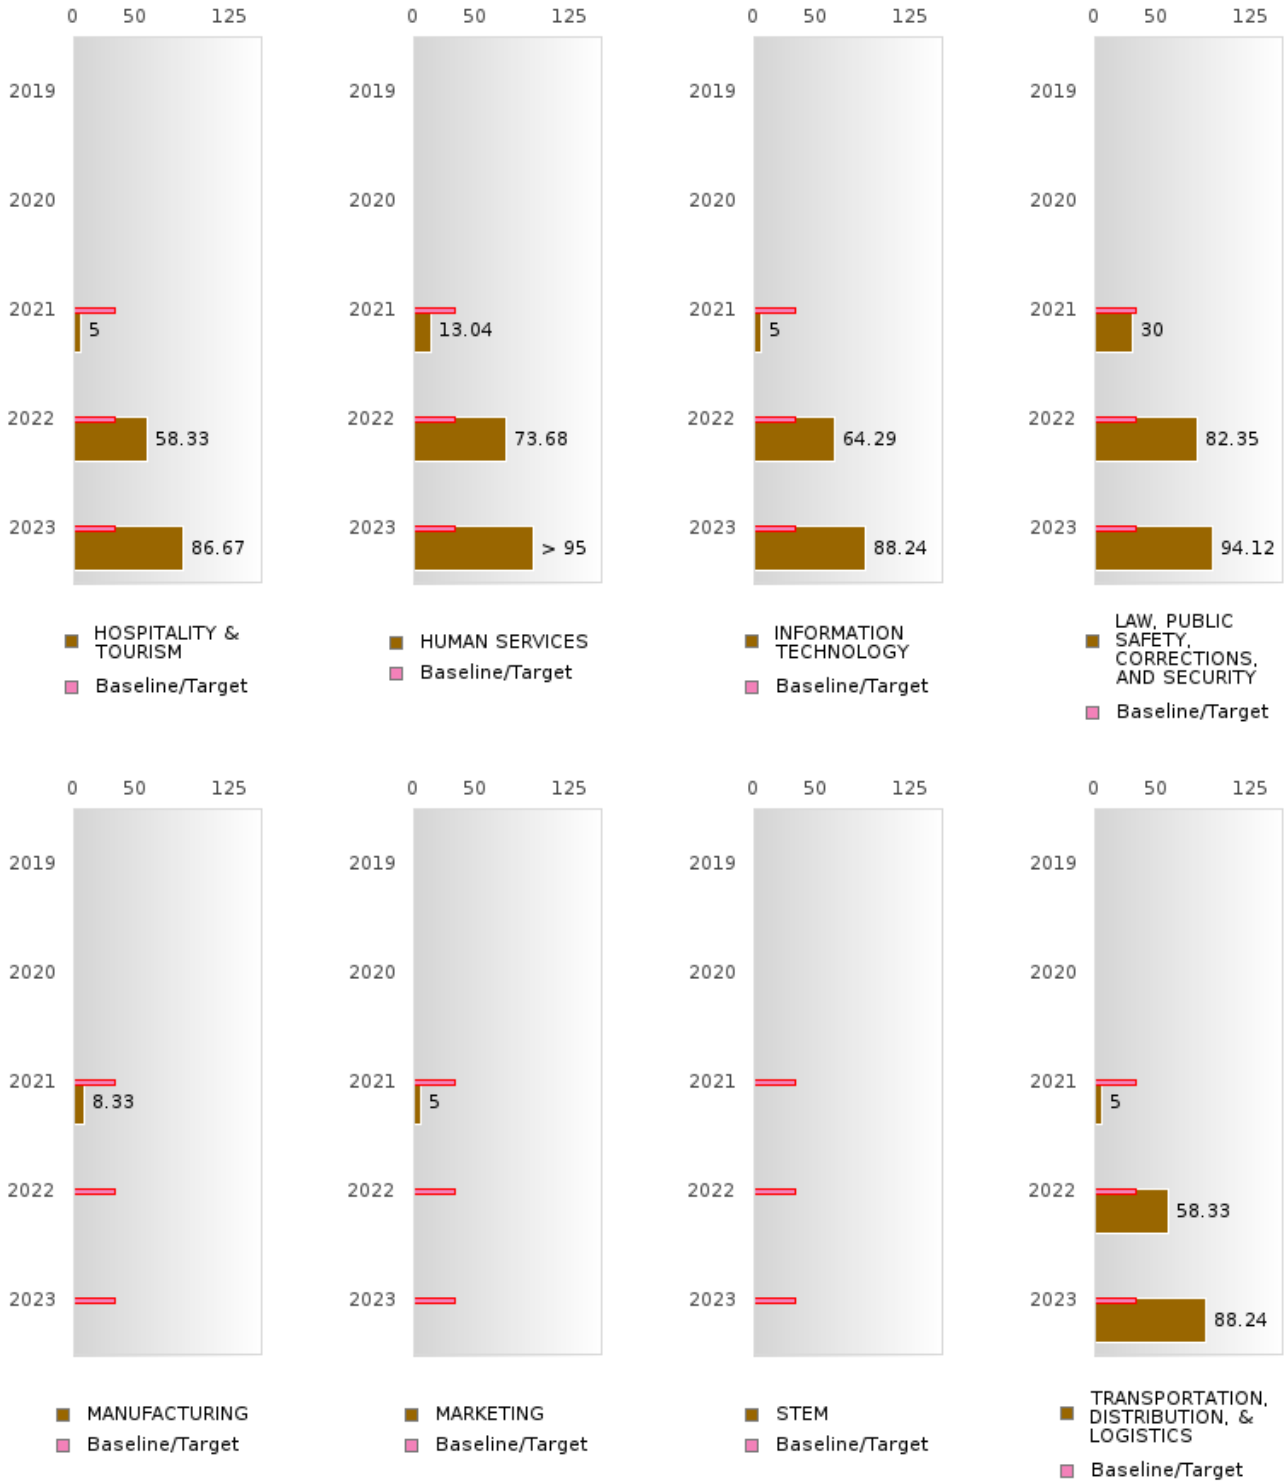 0 50 125
2019
2020
2021
5
2022
58.33
2023
86.67
HOSPITALITY &
TOURISM
Baseline/Target
0 50 125
2019
2020
2021
13.04
2022
73.68
2023
> 95
HUMAN SERVICES
Baseline/Target
0 50 125
2019
2020
2021
5
2022
64.29
2023
88.24
INFORMATION
TECHNOLOGY
Baseline/Target
0 50 125
2019
2020
2021
30
2022
82.35
2023
94.12
LAW, PUBLIC
SAFETY,
CORRECTIONS,
AND SECURITY
Baseline/Target
0 50 125
2019
2020
2021
8.33
2022
2023
MANUFACTURING
Baseline/Target
0 50 125
2019
2020
2021
5
2022
2023
MARKETING
Baseline/Target
0 50 125
2019
2020
2021
2022
2023
STEM
Baseline/Target
0 50 125
2019
2020
2021
5
2022
58.33
2023
88.24
TRANSPORTATION,
DISTRIBUTION, &
LOGISTICS
Baseline/Target